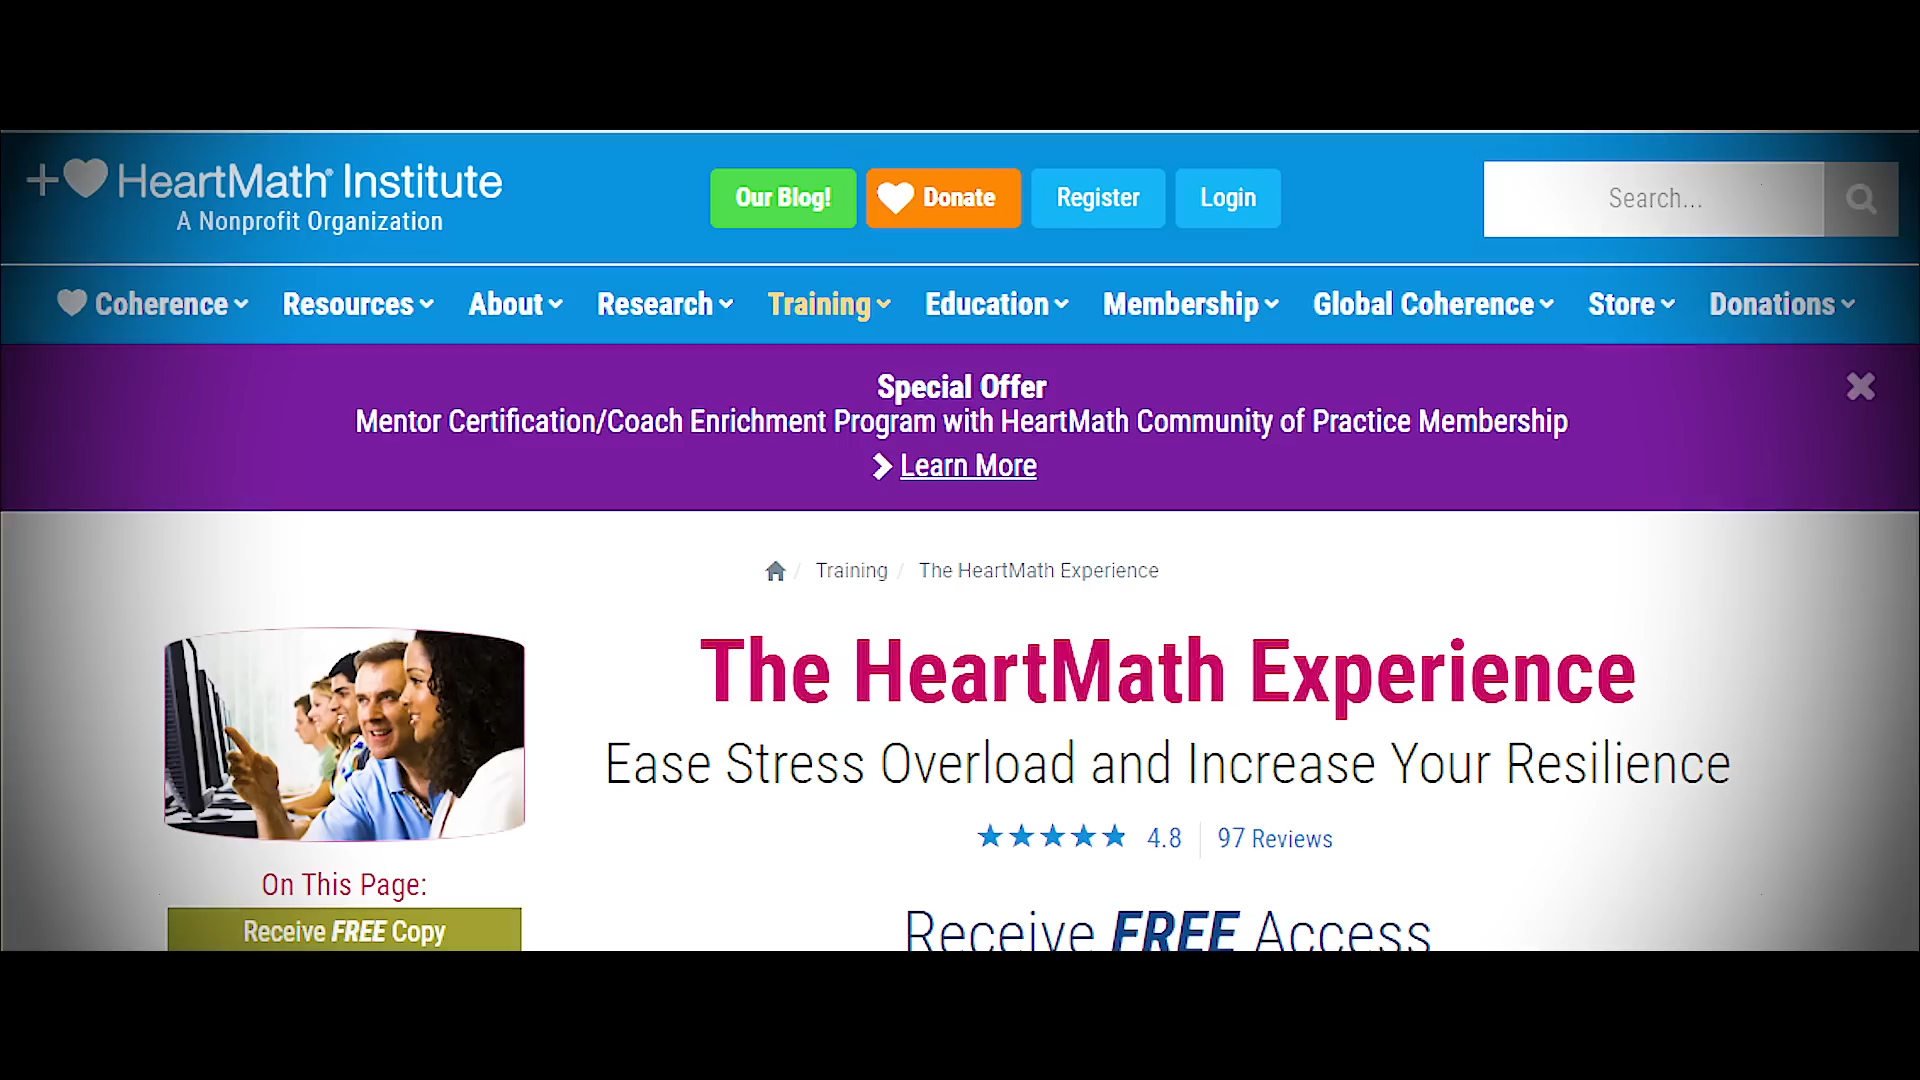 HeartMath® Institute
A Nonprofit Organization
Our Blog!
Donate
Register
Login
Search...
Coherence
Resources
About
Research
Training
Education
Membership
Global Coherence
Store
Donations
Special Offer
Mentor Certification/Coach Enrichment Program with HeartMath Community of Practice Membership
Learn More
/ Training / The HeartMath Experience
The HeartMath Experience
Ease Stress Overload and Increase Your Resilience
4.8 97 Reviews
On This Page:
Receive FREE Copy
Receive FREE Access